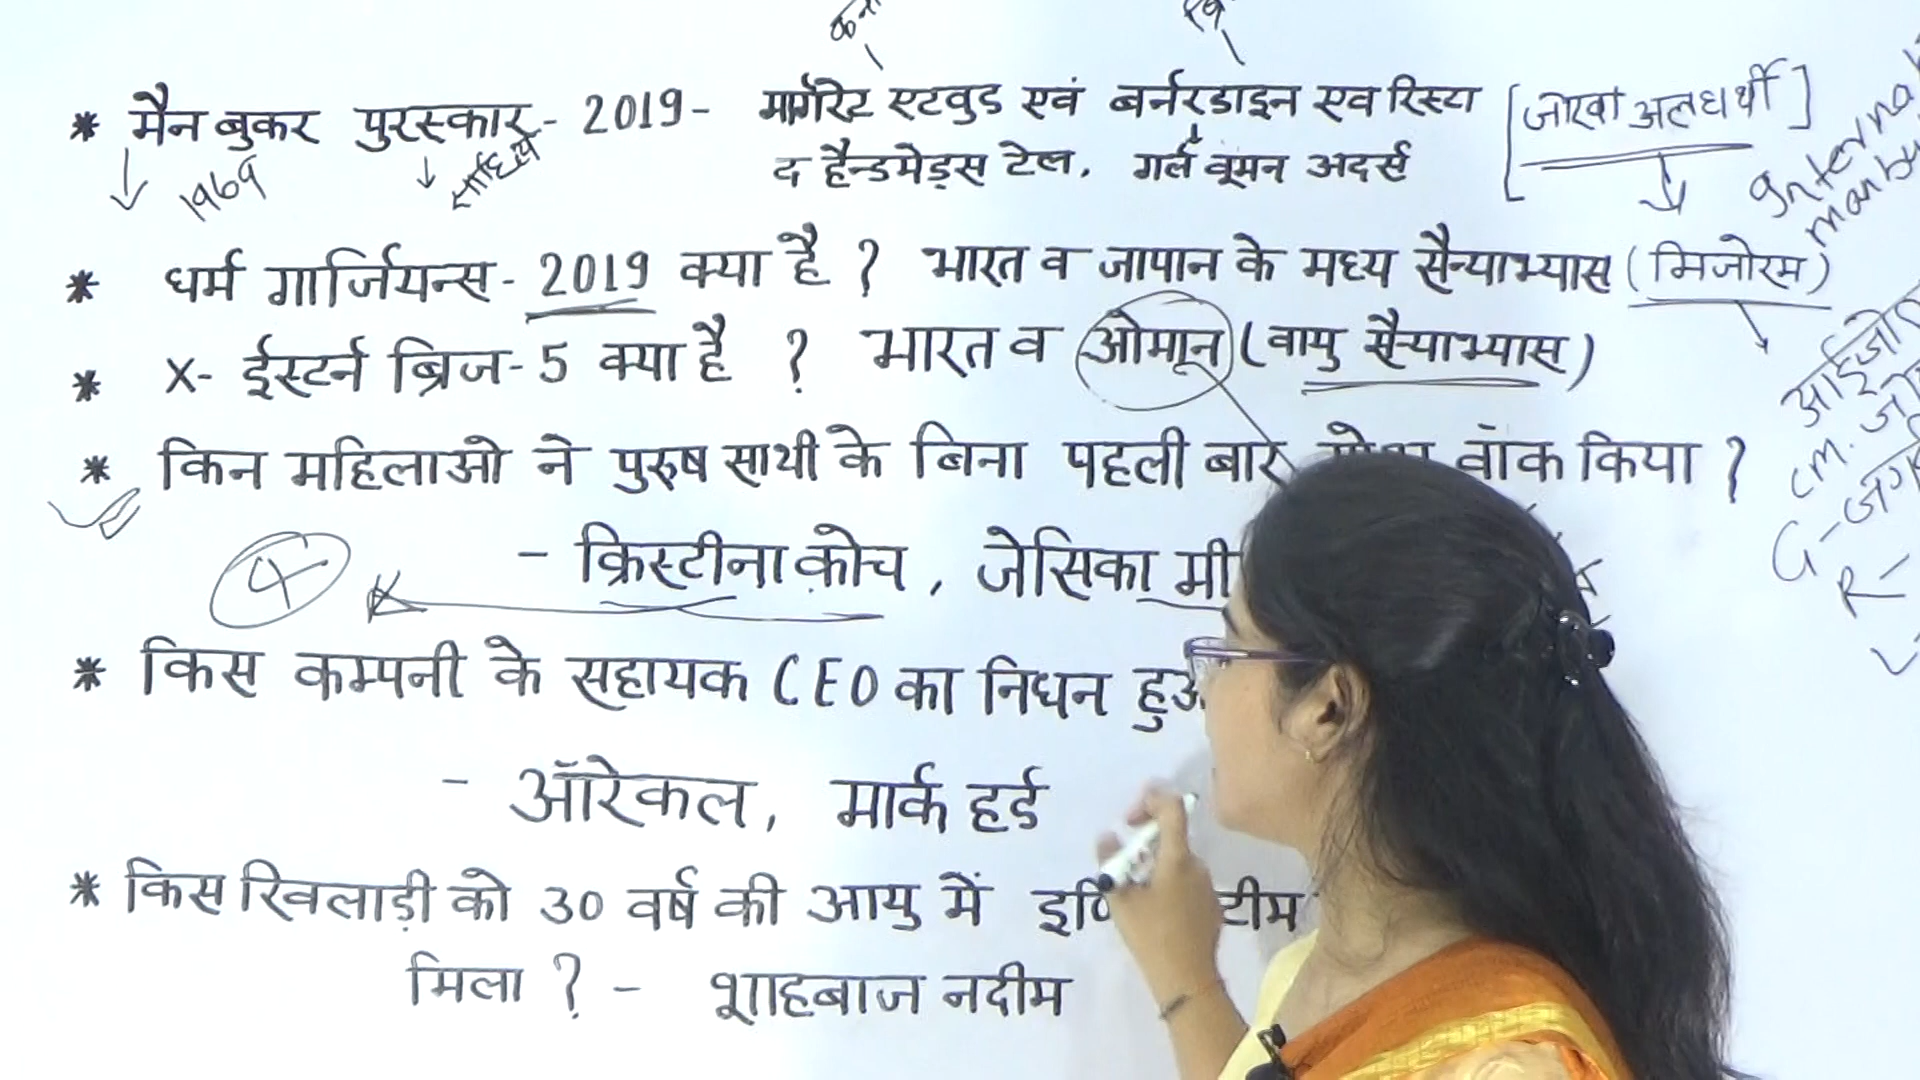 * मैन बुकर पुरस्कार - 2019 - मार्गरेट एटवुड एवं बर्नरडाइन एवरिस्टा [जोखा अलहार्थी]
द हैन्डमेड्स टेल, गर्ल वूमन अदर्स
1969
साहित्य
* धर्म गार्जियन्स - 2019 क्या है ? भारत व जापान के मध्य सैन्याभ्यास (मिजोरम)
* X- ईस्टर्न ब्रिज - 5 क्या है ? भारत व ओमान (वायु सैन्याभ्यास)
* किन महिलाओ ने पुरुष साथी के बिना पहली बार वॉक किया ?
- क्रिस्टीना कोच, जेसिका
* किस कम्पनी के सहायक CEO का निधन
- ऑरेकल, मार्क हर्ड
* किस खिलाड़ी को 30 वर्ष की आयु में टीम
मिला ? - शाहबाज नदीम